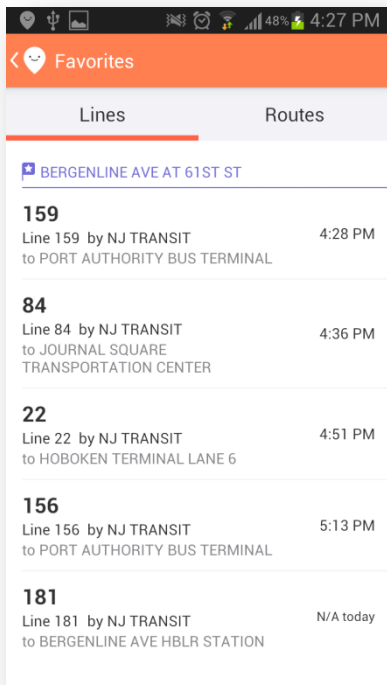 48% 4:27 PM
Favorites
Lines Routes
BERGENLINE AVE AT 61ST ST
159
Line 159 by NJ TRANSIT 4:28 PM
to PORT AUTHORITY BUS TERMINAL
84
Line 84 by NJ TRANSIT 4:36 PM
to JOURNAL SQUARE
TRANSPORTATION CENTER
22
Line 22 by NJ TRANSIT 4:51 PM
to HOBOKEN TERMINAL LANE 6
156
Line 156 by NJ TRANSIT 5:13 PM
to PORT AUTHORITY BUS TERMINAL
181
Line 181 by NJ TRANSIT N/A today
to BERGENLINE AVE HBLR STATION